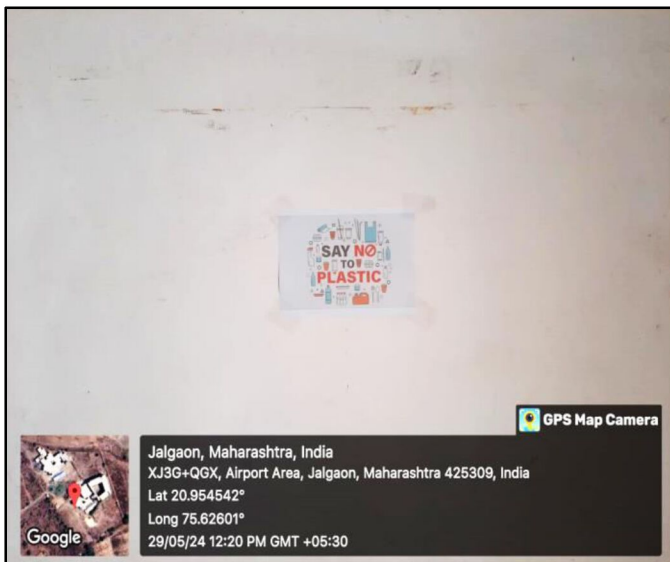 SAY NO
TO
PLASTIC
GPS Map Camera
Jalgaon, Maharashtra, India
XJ3G+QGX, Airport Area, Jalgaon, Maharashtra 425309, India
Lat 20.954542°
Long 75.62601°
29/05/24 12:20 PM GMT +05:30
Google